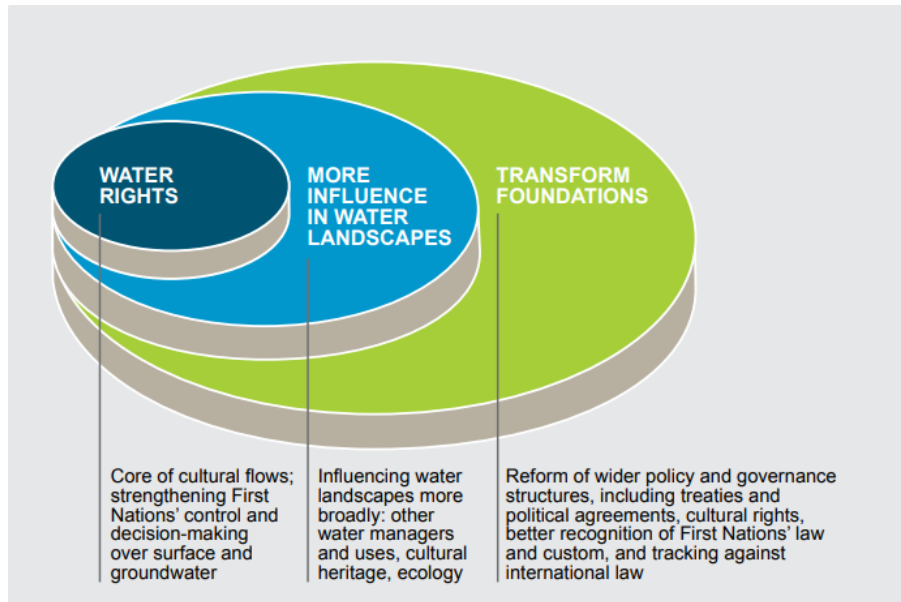 WATER
RIGHTS
MORE
INFLUENCE
IN WATER
LANDSCAPES
TRANSFORM
FOUNDATIONS
Core of cultural flows;
strengthening First
Nations' control and
decision-making
over surface and
groundwater
Influencing water
landscapes more
broadly: other
water managers
and uses, cultural
heritage, ecology
Reform of wider policy and governance
structures, including treaties and
political agreements, cultural rights,
better recognition of First Nations' law
and custom, and tracking against
international law